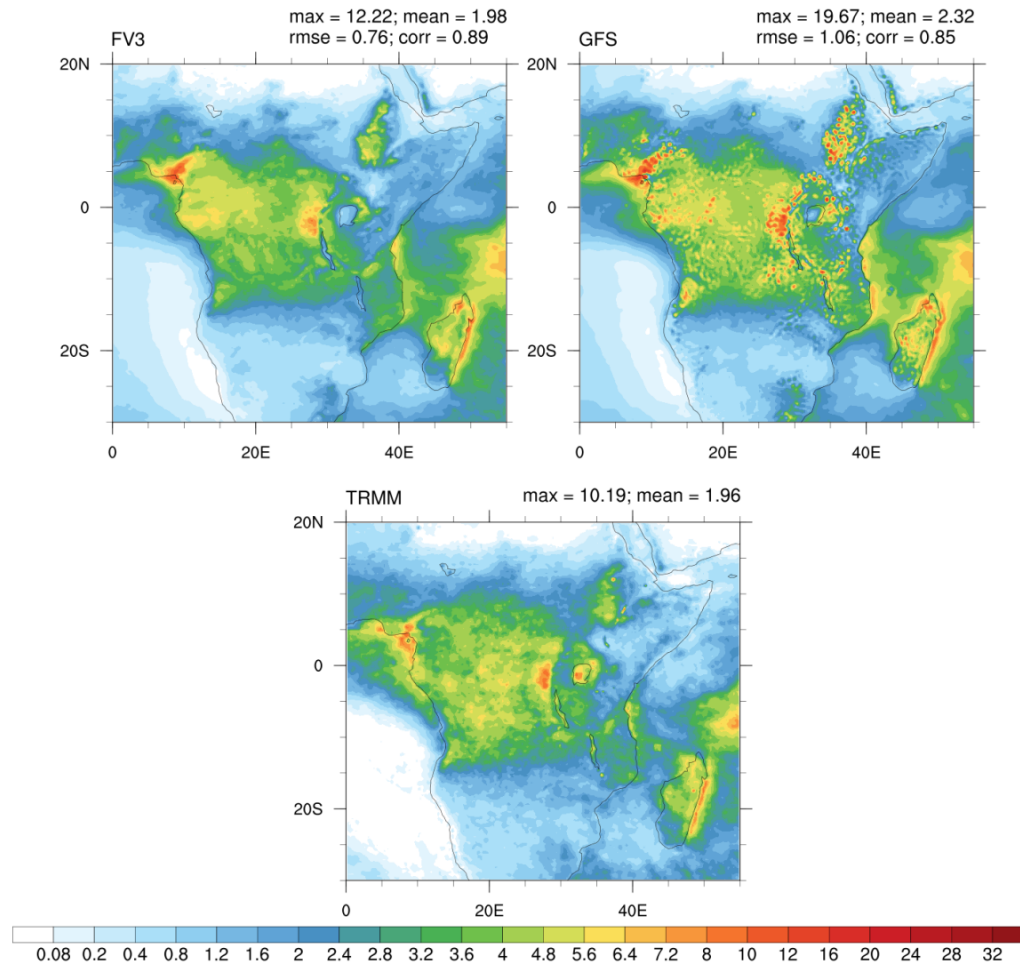 max = 12.22; mean = 1.98
FV3 rmse = 0.76; corr = 0.89
20N
0
20S
0 20E 40E
max = 19.67; mean = 2.32
GFS rmse = 1.06; corr = 0.85
20N
0
20S
0 20E 40E
TRMM max = 10.19; mean = 1.96
20N
0
20S
0 20E 40E
0.08 0.2 0.4 0.8 1.2 1.6 2 2.4 2.8 3.2 3.6 4 4.8 5.6 6.4 7.2 8 10 12 16 20 24 28 32